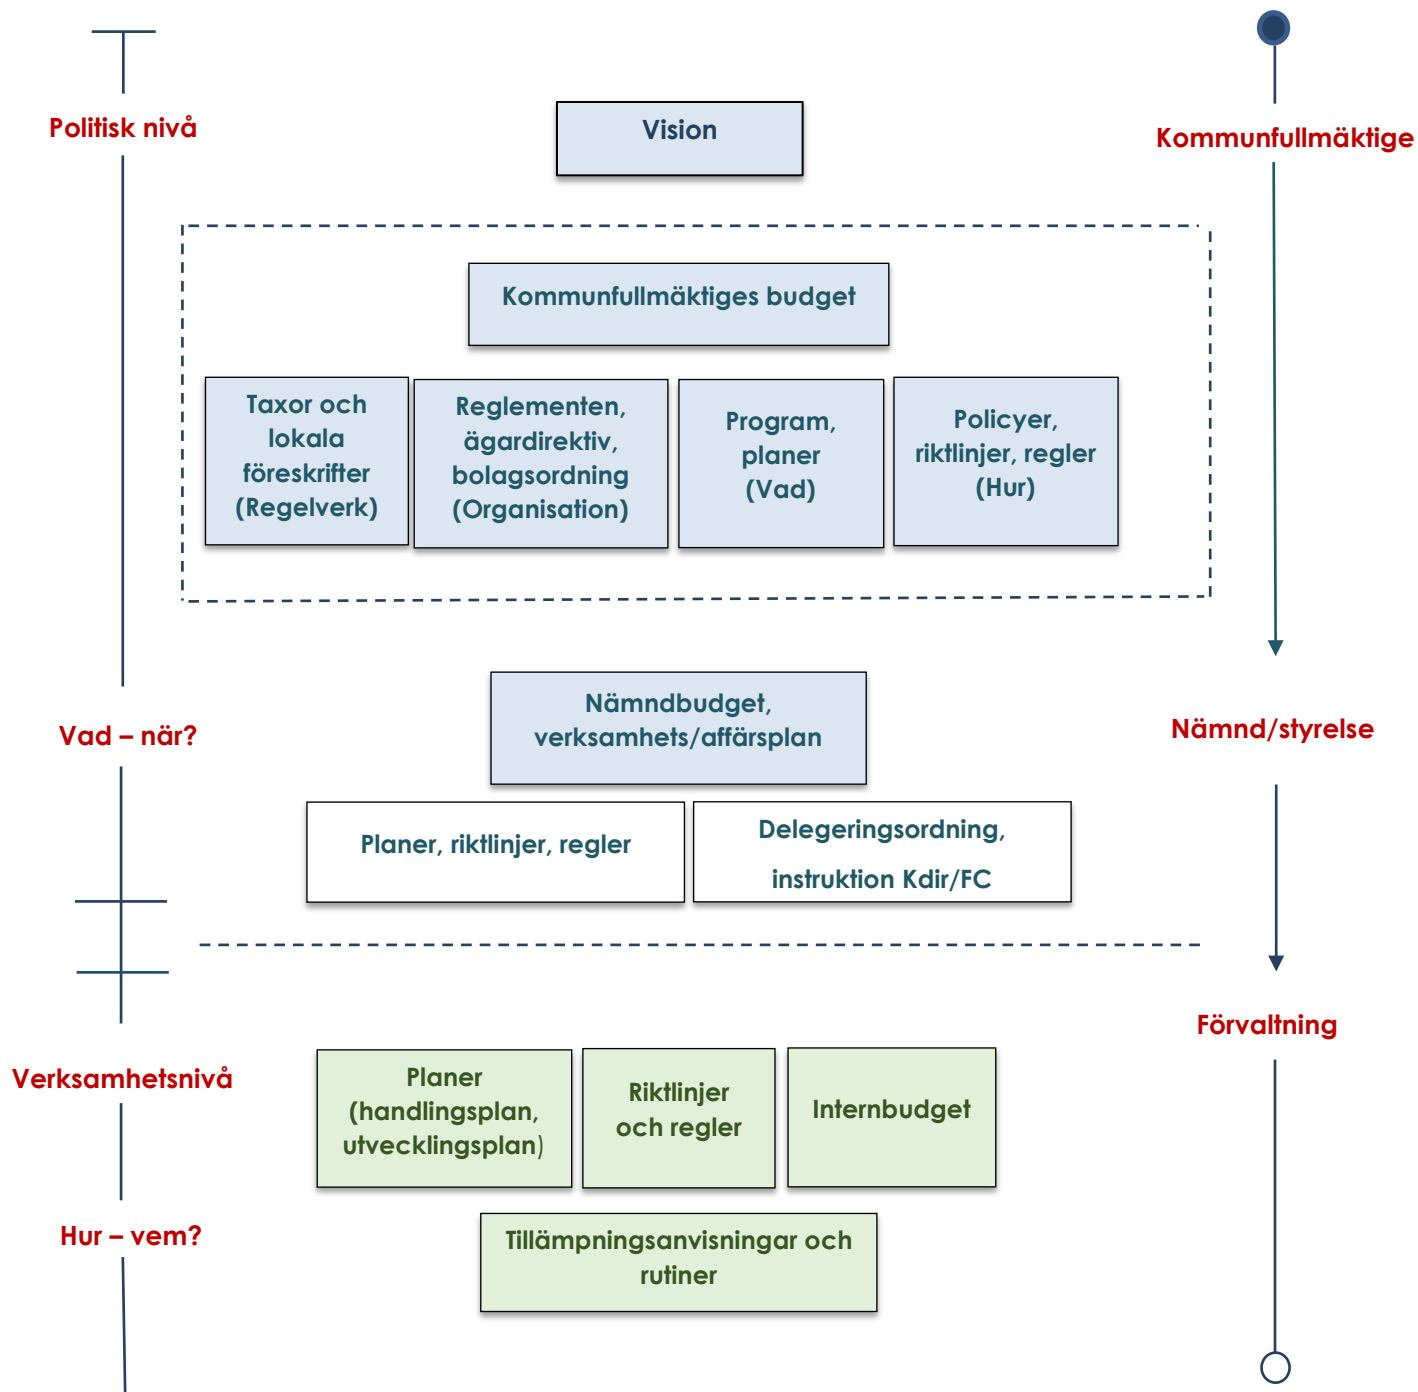 Politisk nivå
Vision
Kommunfullmäktige
Kommunfullmäktiges budget
Taxor och
lokala
föreskrifter
(Regelverk)
Reglementen,
ägardirektiv,
bolagsordning
(Organisation)
Program,
planer
(Vad)
Policyer,
riktlinjer, regler
(Hur)
Vad – när?
Nämndbudget,
verksamhets/affärsplan
Nämnd/styrelse
Planer, riktlinjer, regler
Delegeringsordning,
instruktion Kdir/FC
Förvaltning
Verksamhetsnivå
Planer
(handlingsplan,
utvecklingsplan)
Riktlinjer
och regler
Internbudget
Hur – vem?
Tillämpningsanvisningar och
rutiner